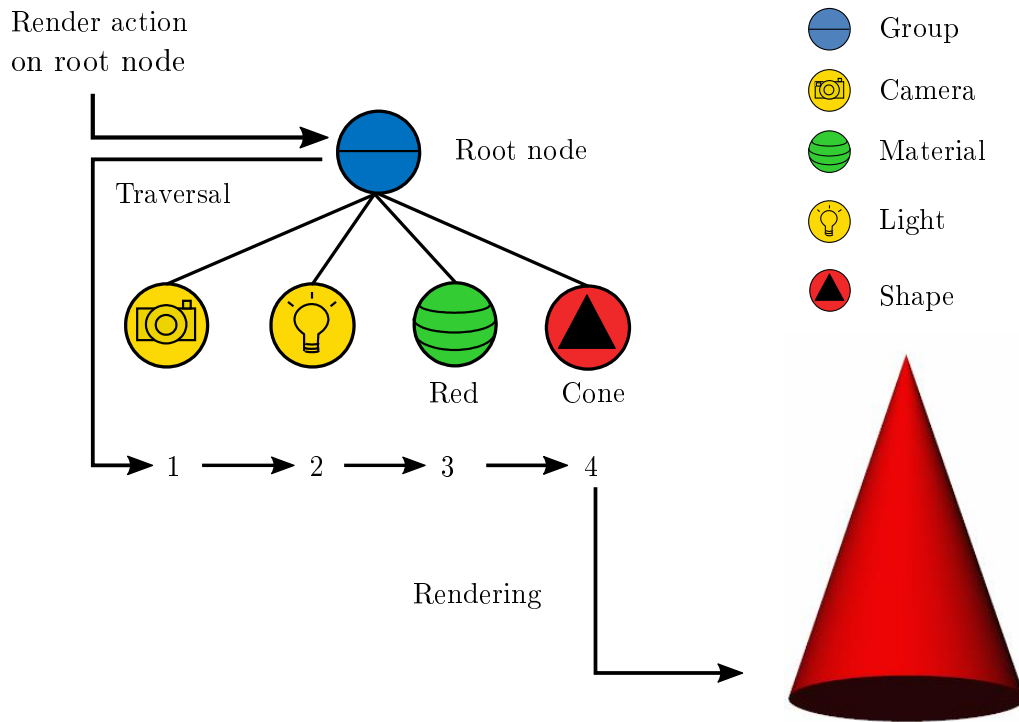 Render action
on root node
Root node
Traversal
Red
Cone
1
2
3
4
Rendering
Group
Camera
Material
Light
Shape